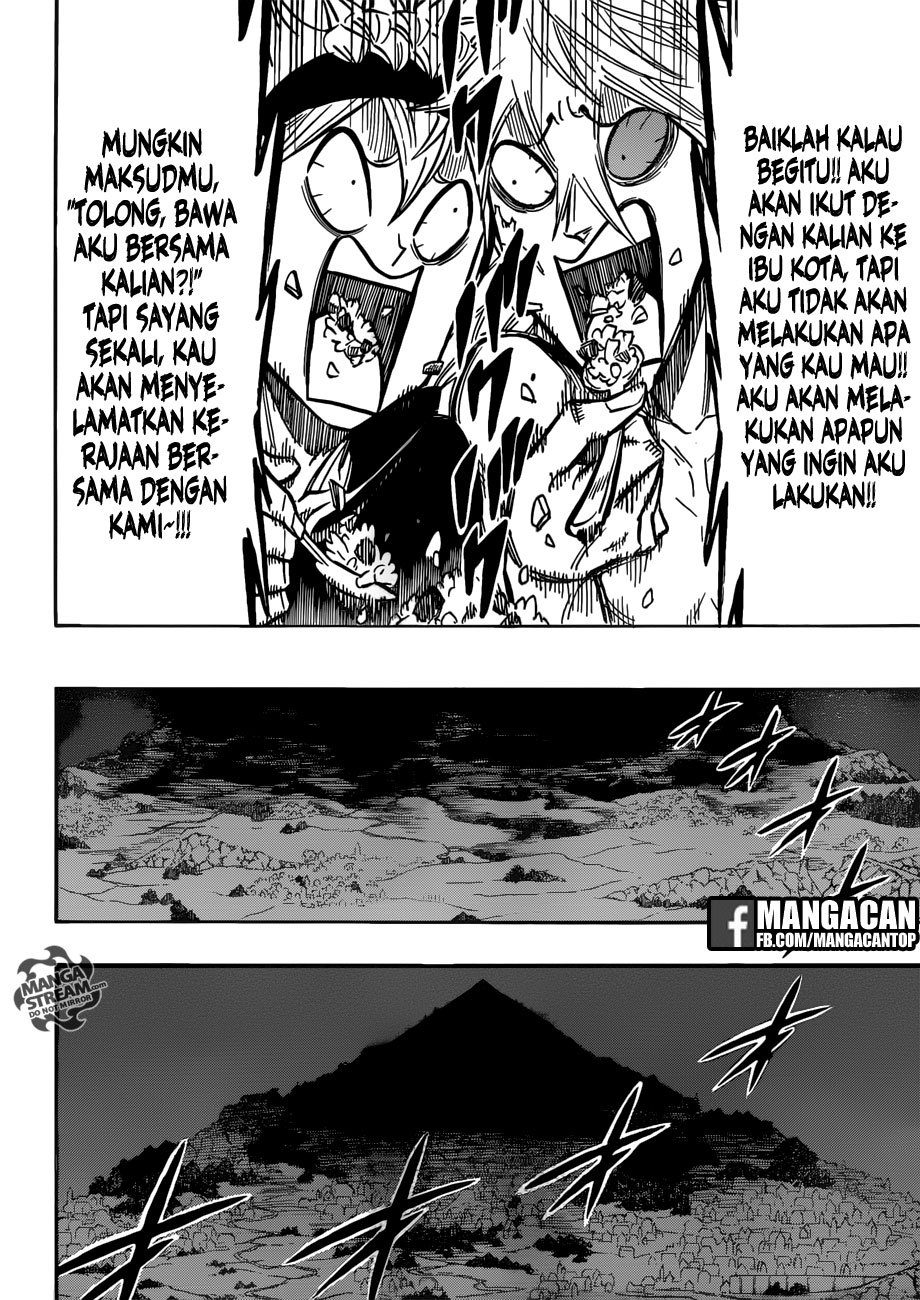 BAIKLAH KALAU
BEGITU!! AKU
AKAN IKUT DE-
NGAN KALIAN KE
IBU KOTA, TAPI
AKU TIDAK AKAN
MELAKUKAN APA
YANG KAU MAU!!
AKU AKAN MELA-
KUKAN APAPUN
YANG INGIN AKU
LAKUKAN!!
MUNGKIN
MAKSUDMU,
"TOLONG, BAWA
AKU BERSAMA
KALIAN?!"
TAPI SAYANG
SEKALI, KAU
AKAN MENYE-
LAMATKAN KE-
RAJAAN BER-
SAMA DENGAN
KAMI~!!!
MANGACAN
FB.COM/MANGACANTOP
MANGA
STREAM.com
DO NOT MIRROR